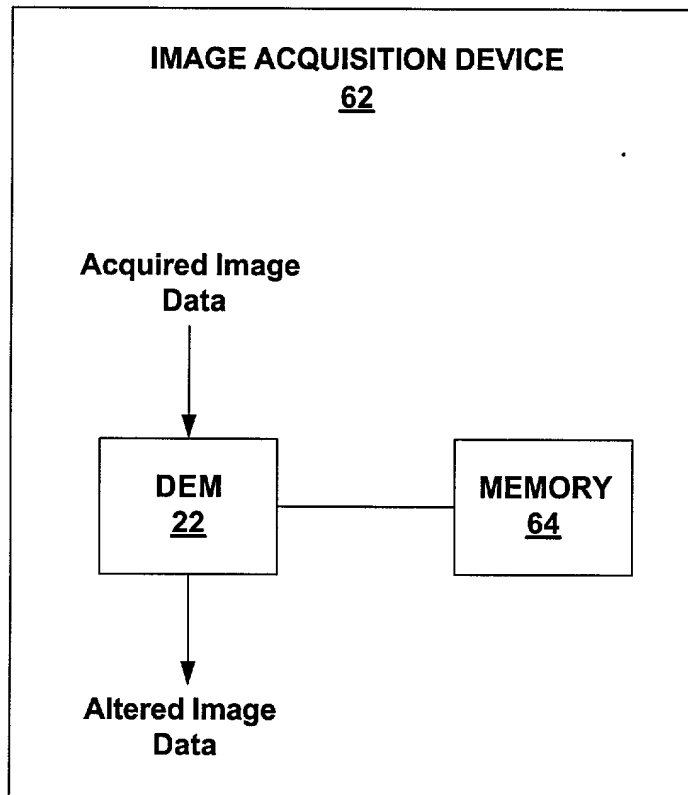 IMAGE ACQUISITION DEVICE
62
Acquired Image
Data
DEM
22
MEMORY
64
Altered Image
Data